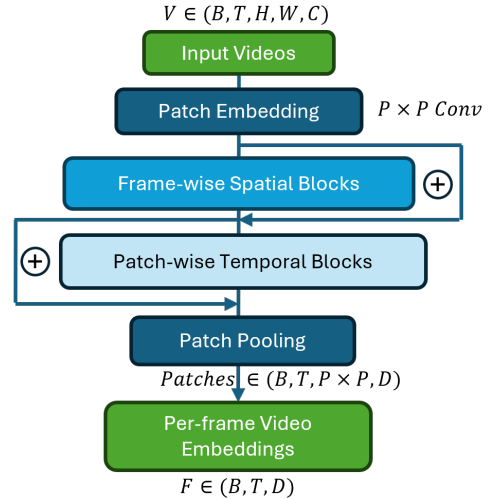 V ∈ (B, T, H, W, C)
Input Videos
Patch Embedding
P × P Conv
Frame-wise Spatial Blocks
+
+
Patch-wise Temporal Blocks
Patch Pooling
Patches ∈ (B, T, P × P, D)
Per-frame Video
Embeddings
F ∈ (B, T, D)